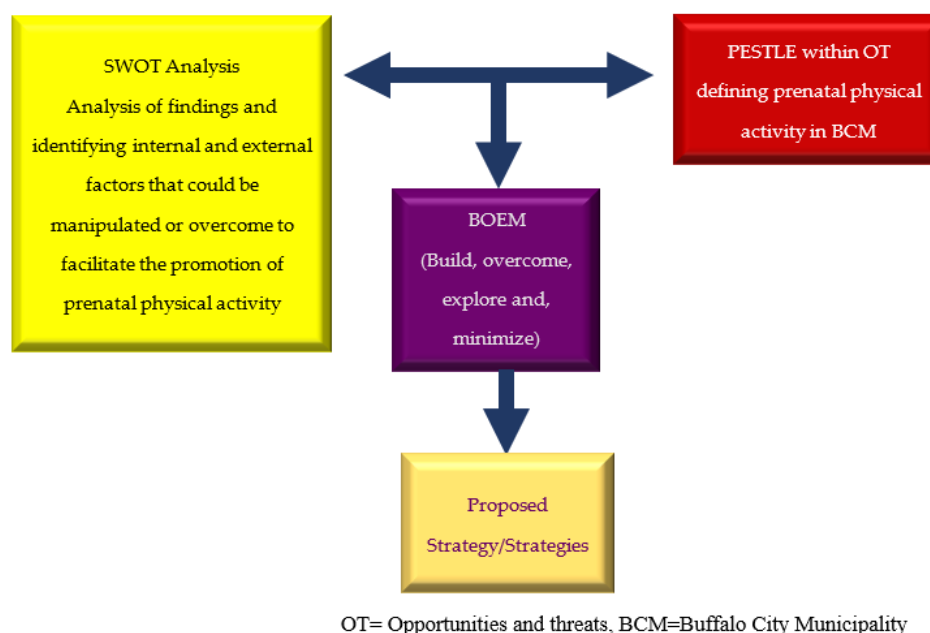 SWOT Analysis
Analysis of findings and
identifying internal and external
factors that could be
manipulated or overcome to
facilitate the promotion of
prenatal physical activity
PESTLE within OT
defining prenatal physical
activity in BCM
BOEM
(Build, overcome,
explore and,
minimize)
Proposed
Strategy/Strategies
OT= Opportunities and threats, BCM=Buffalo City Municipality